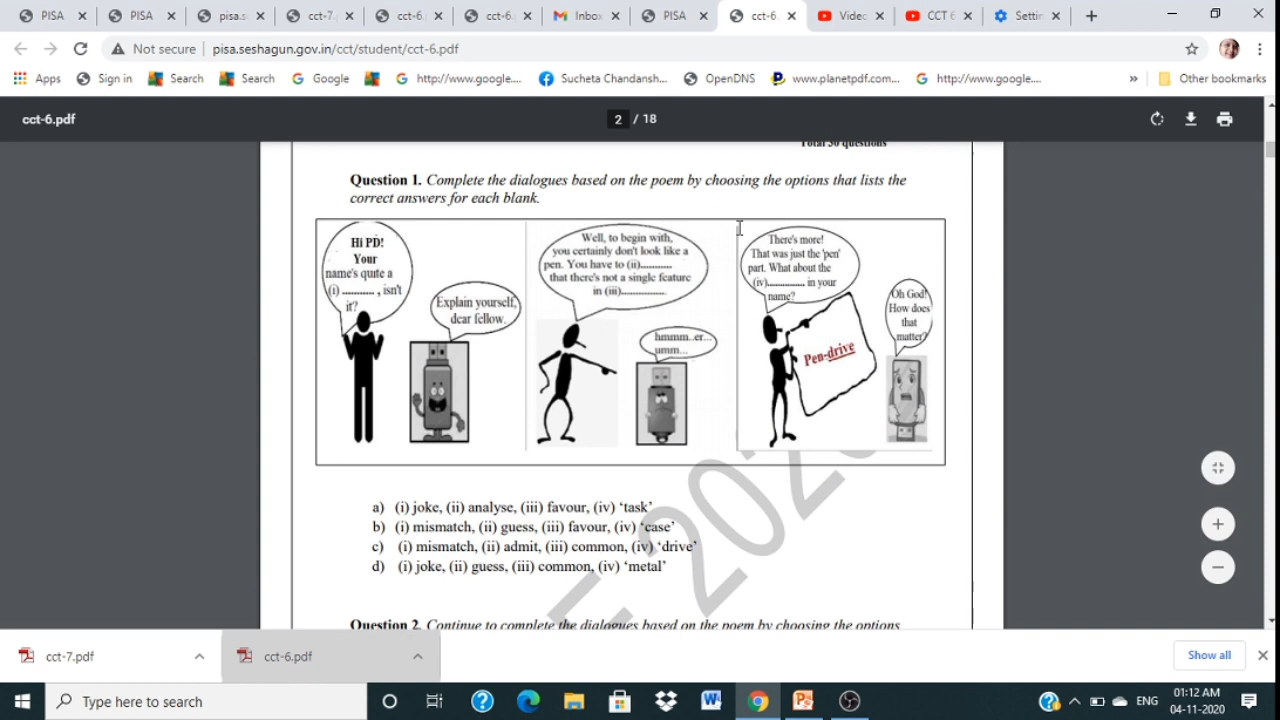 PISA
PISA
pisa.s
cct-7.
cct-6.
cct-6.
Inbo
PISA
cct-6.
Videc
CCT 6
Settin
Not secure | pisa.seshagun.gov.in/cct/student/cct-6.pdf
Apps
Sign in
Search
Search
Google
http://www.google....
Sucheta Chandansh...
OpenDNS
www.planetpdf.com...
http://www.google....
»
Other bookmarks
cct-6.pdf
2 / 18
Total 30 questions
Question 1. Complete the dialogues based on the poem by choosing the options that lists the
correct answers for each blank.
Hi PD!
Your
name's quite a
(i) ..........., isn't
it?
Explain yourself,
dear fellow.
Well, to begin with,
you certainly don't look like a
pen. You have to (ii)...........
that there's not a single feature
in (iii)...............
hmmm..er...
umm...
There's more!
That was just the 'pen'
part. What about the
(iv).............. in your
name?
Pen-drive
Oh God!
How does
that
matter?
a) (i) joke, (ii) analyse, (iii) favour, (iv) ‘task’
b) (i) mismatch, (ii) guess, (iii) favour, (iv) ‘case’
c) (i) mismatch, (ii) admit, (iii) common, (iv) ‘drive’
d) (i) joke, (ii) guess, (iii) common, (iv) ‘metal’
Question 2. Continue to complete the dialogues based on the poem by choosing the options
cct-7.pdf
cct-6.pdf
Show all
Type here to search
ENG
01:12 AM
04-11-2020